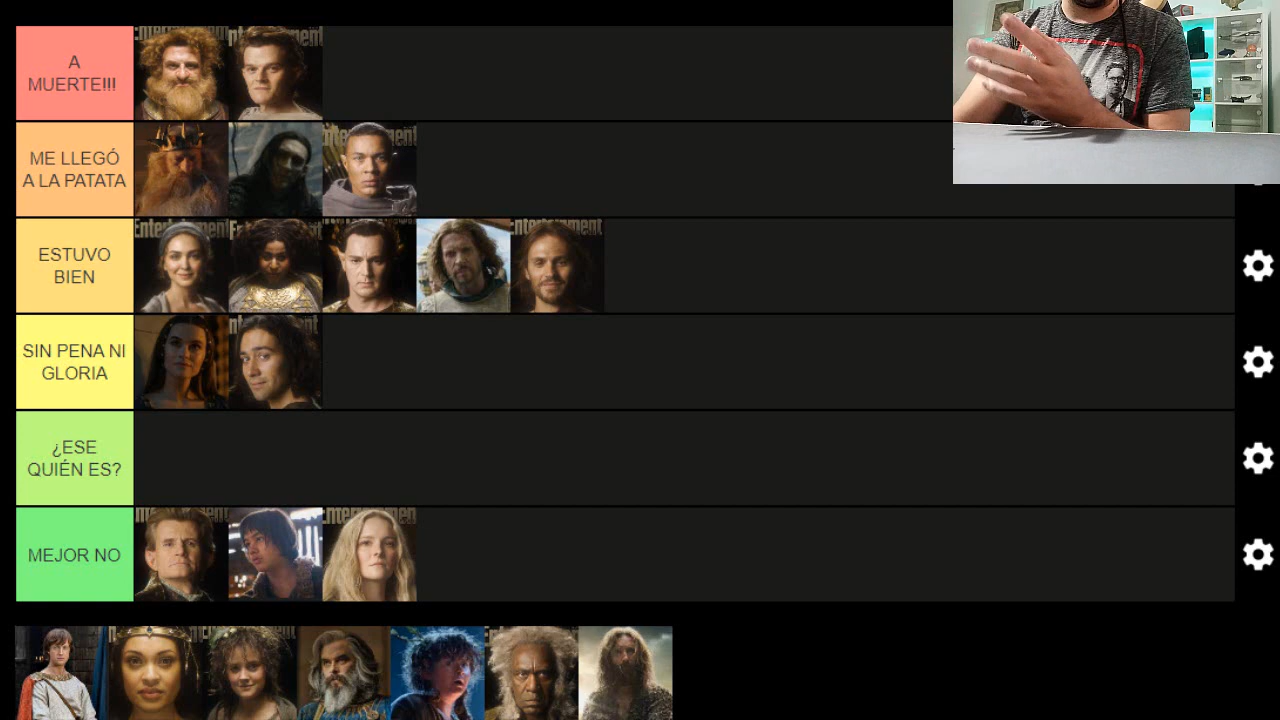 A
MUERTE!!!
ME LLEGÓ
A LA PATATA
ESTUVO
BIEN
SIN PENA NI
GLORIA
¿ESE
QUIÉN ES?
MEJOR NO